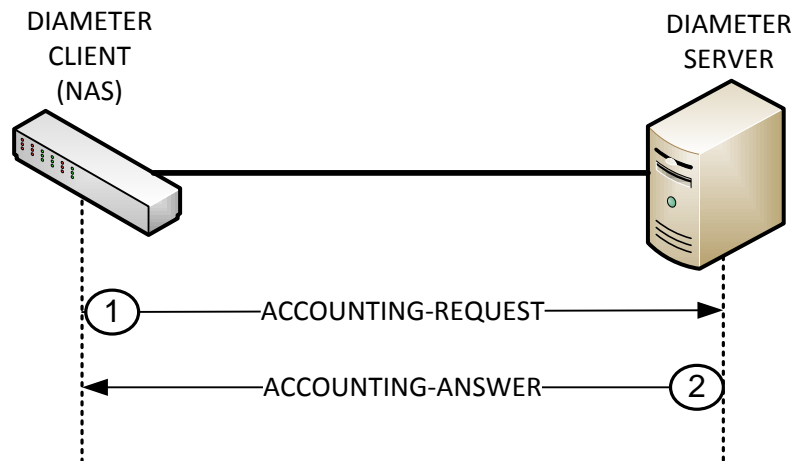 DIAMETER
CLIENT
(NAS)
DIAMETER
SERVER
1 ACCOUNTING-REQUEST
ACCOUNTING-ANSWER 2